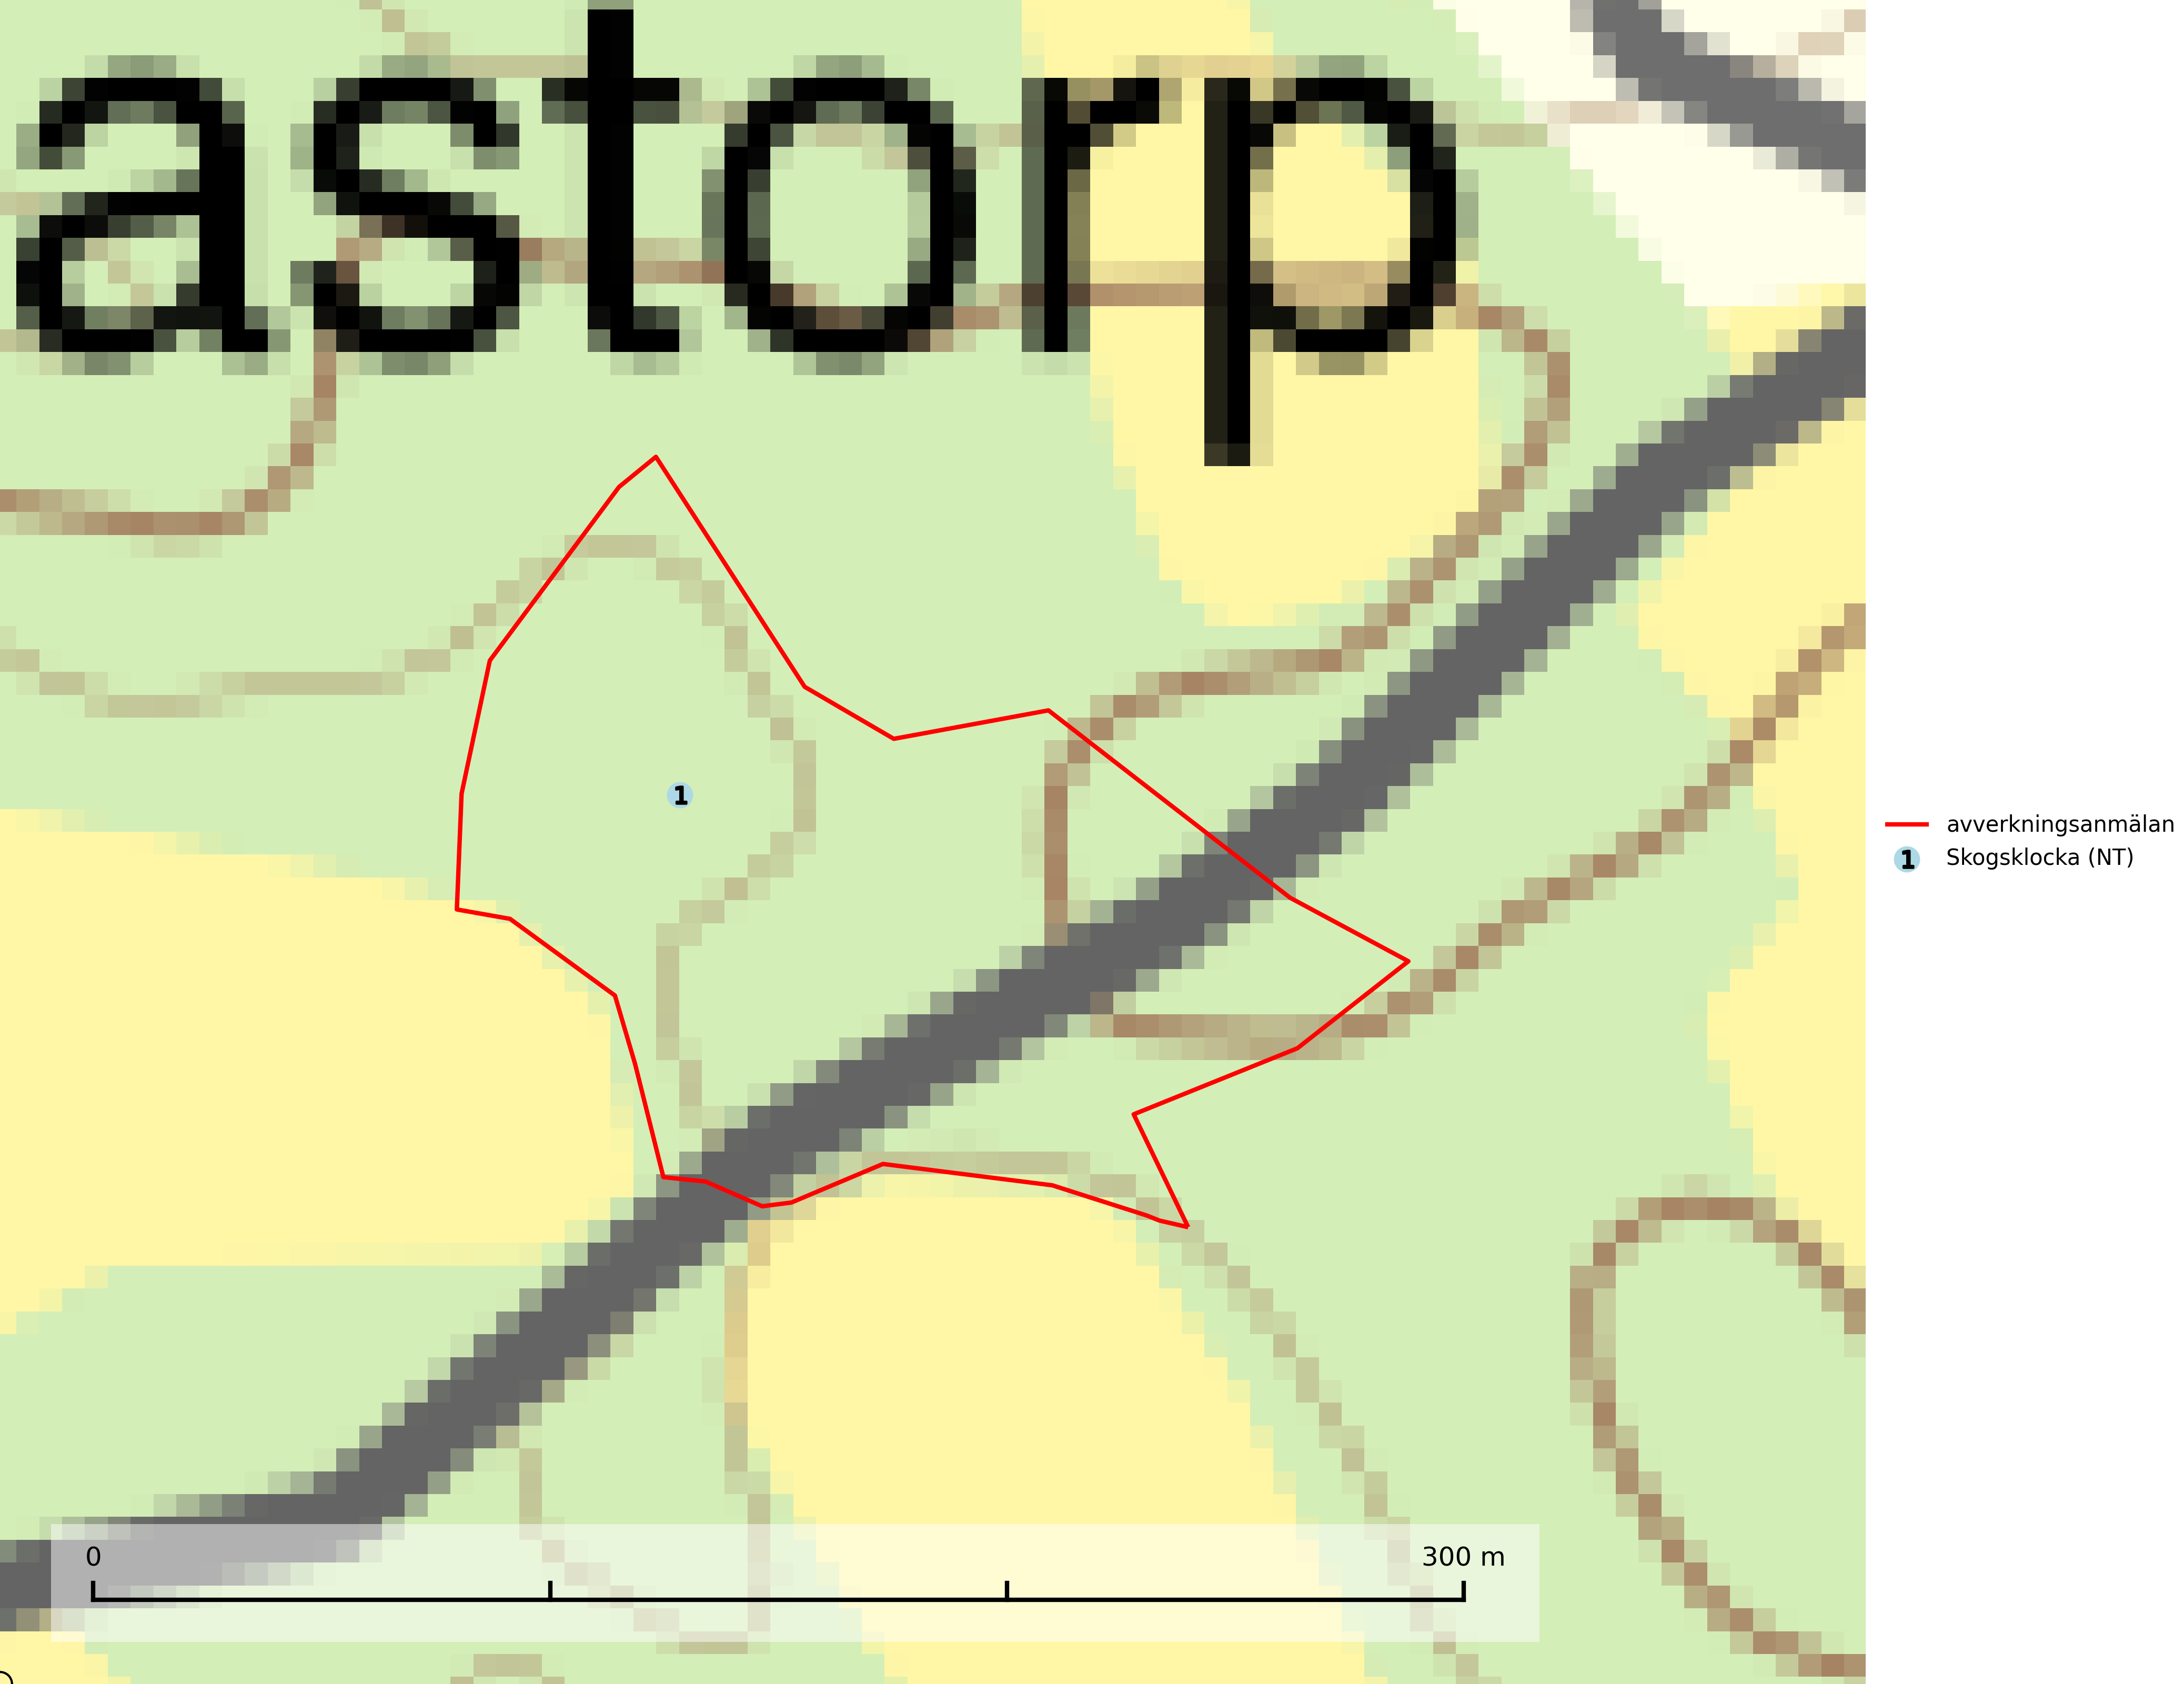 astorp
1
avverkningsanmälan
1 Skogsklocka (NT)
0 300 m